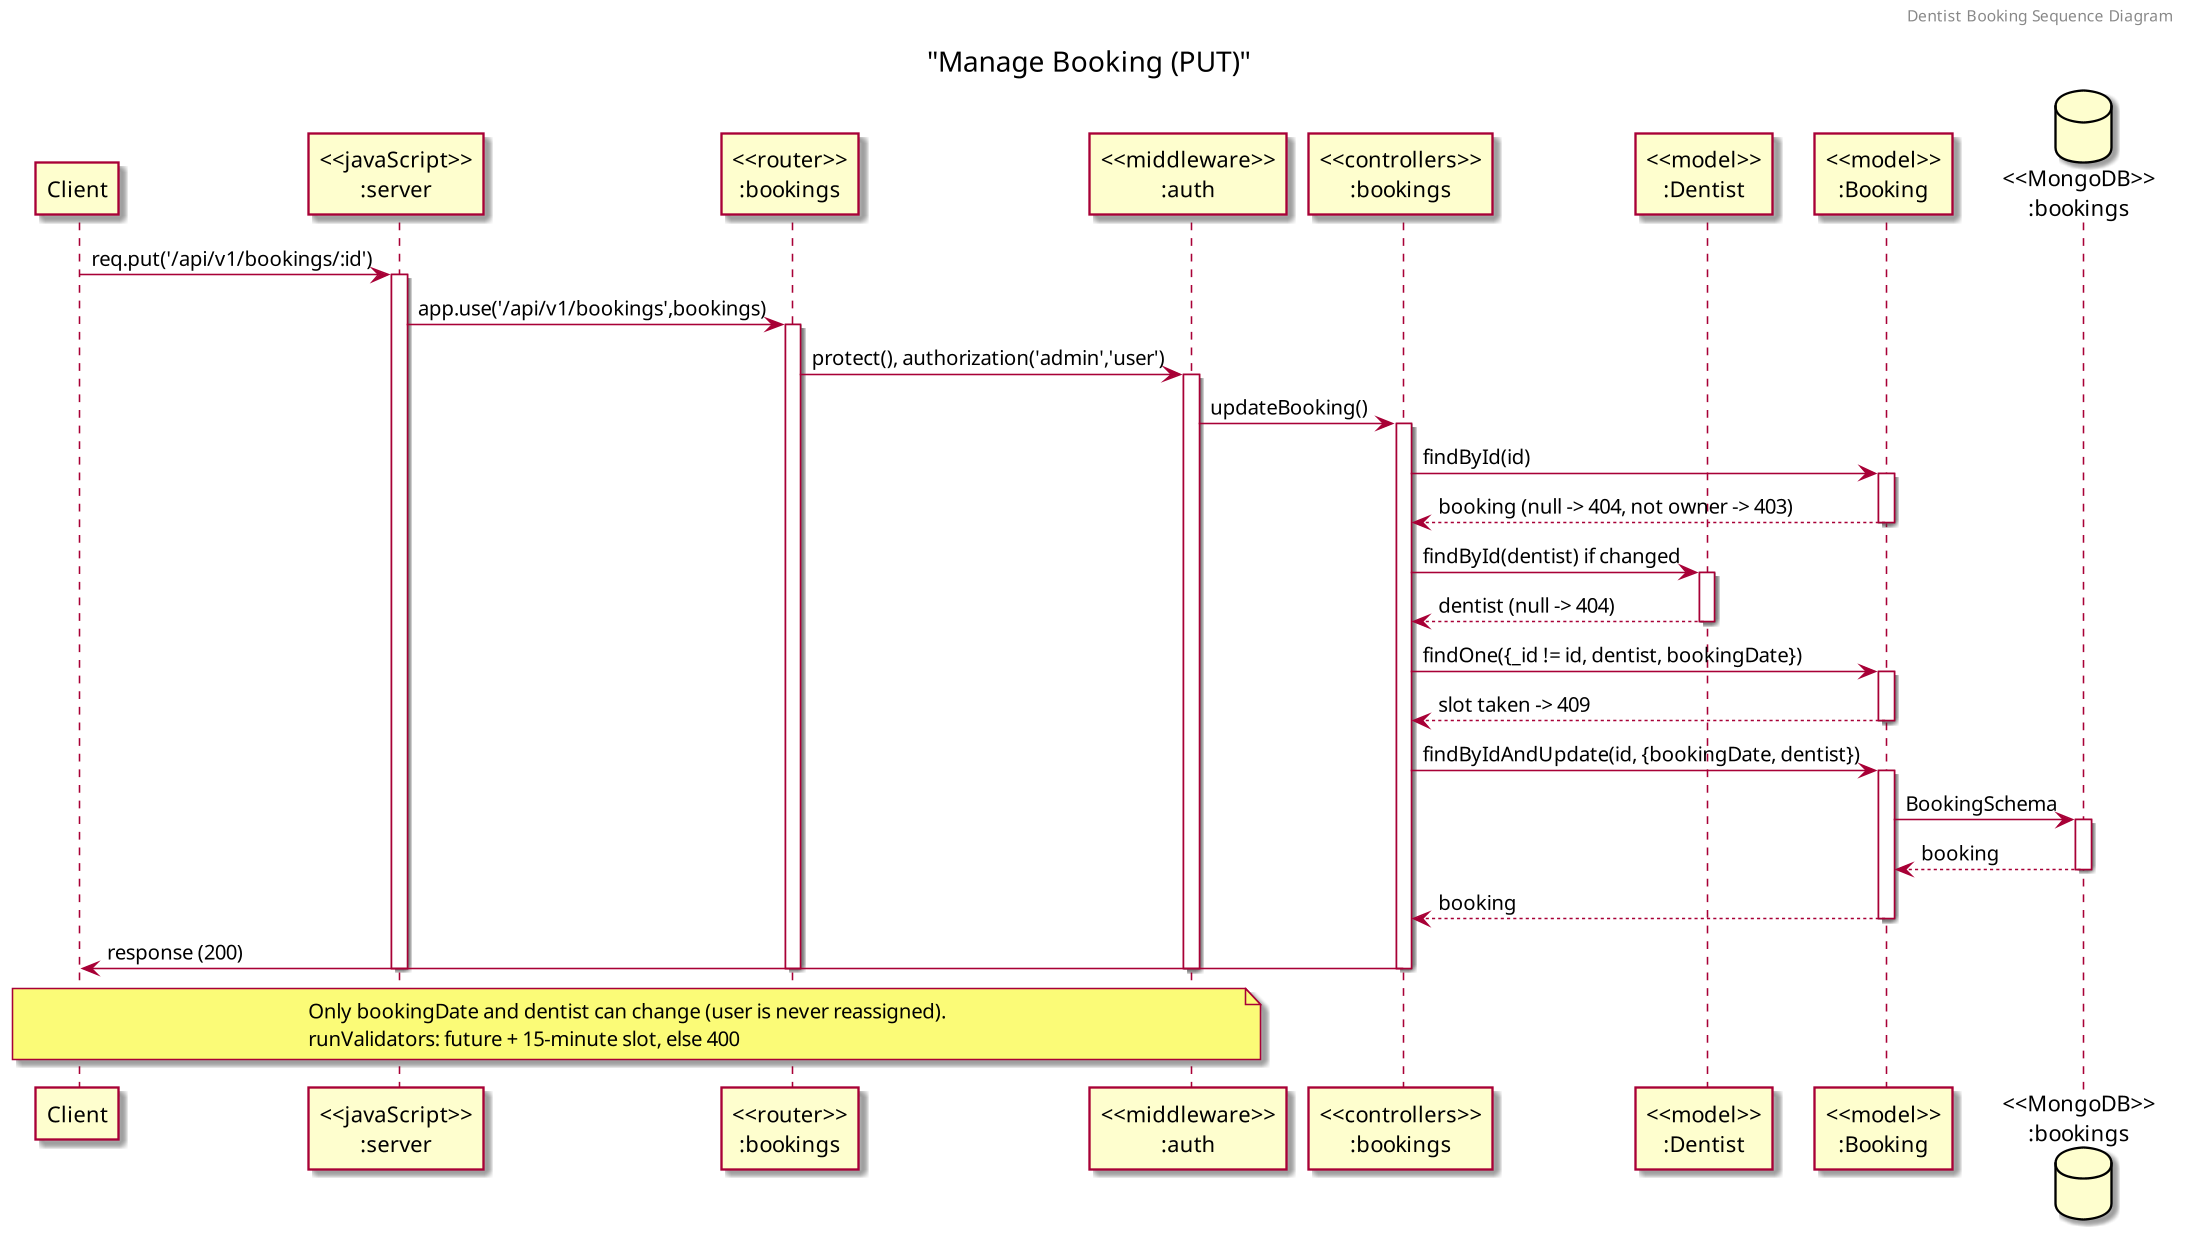 Dentist Booking Sequence Diagram
"Manage Booking (PUT)"
Client
<<javaScript>>
:server
<<router>>
:bookings
<<middleware>>
:auth
<<controllers>>
:bookings
<<model>>
:Dentist
<<model>>
:Booking
<<MongoDB>>
:bookings
req.put('/api/v1/bookings/:id')
app.use('/api/v1/bookings',bookings)
protect(), authorization('admin','user')
updateBooking()
findById(id)
booking (null -> 404, not owner -> 403)
findById(dentist) if changed
dentist (null -> 404)
findOne({_id != id, dentist, bookingDate})
slot taken -> 409
findByIdAndUpdate(id, {bookingDate, dentist})
BookingSchema
booking
booking
response (200)
Only bookingDate and dentist can change (user is never reassigned).
runValidators: future + 15-minute slot, else 400
Client
<<javaScript>>
:server
<<router>>
:bookings
<<middleware>>
:auth
<<controllers>>
:bookings
<<model>>
:Dentist
<<model>>
:Booking
<<MongoDB>>
:bookings